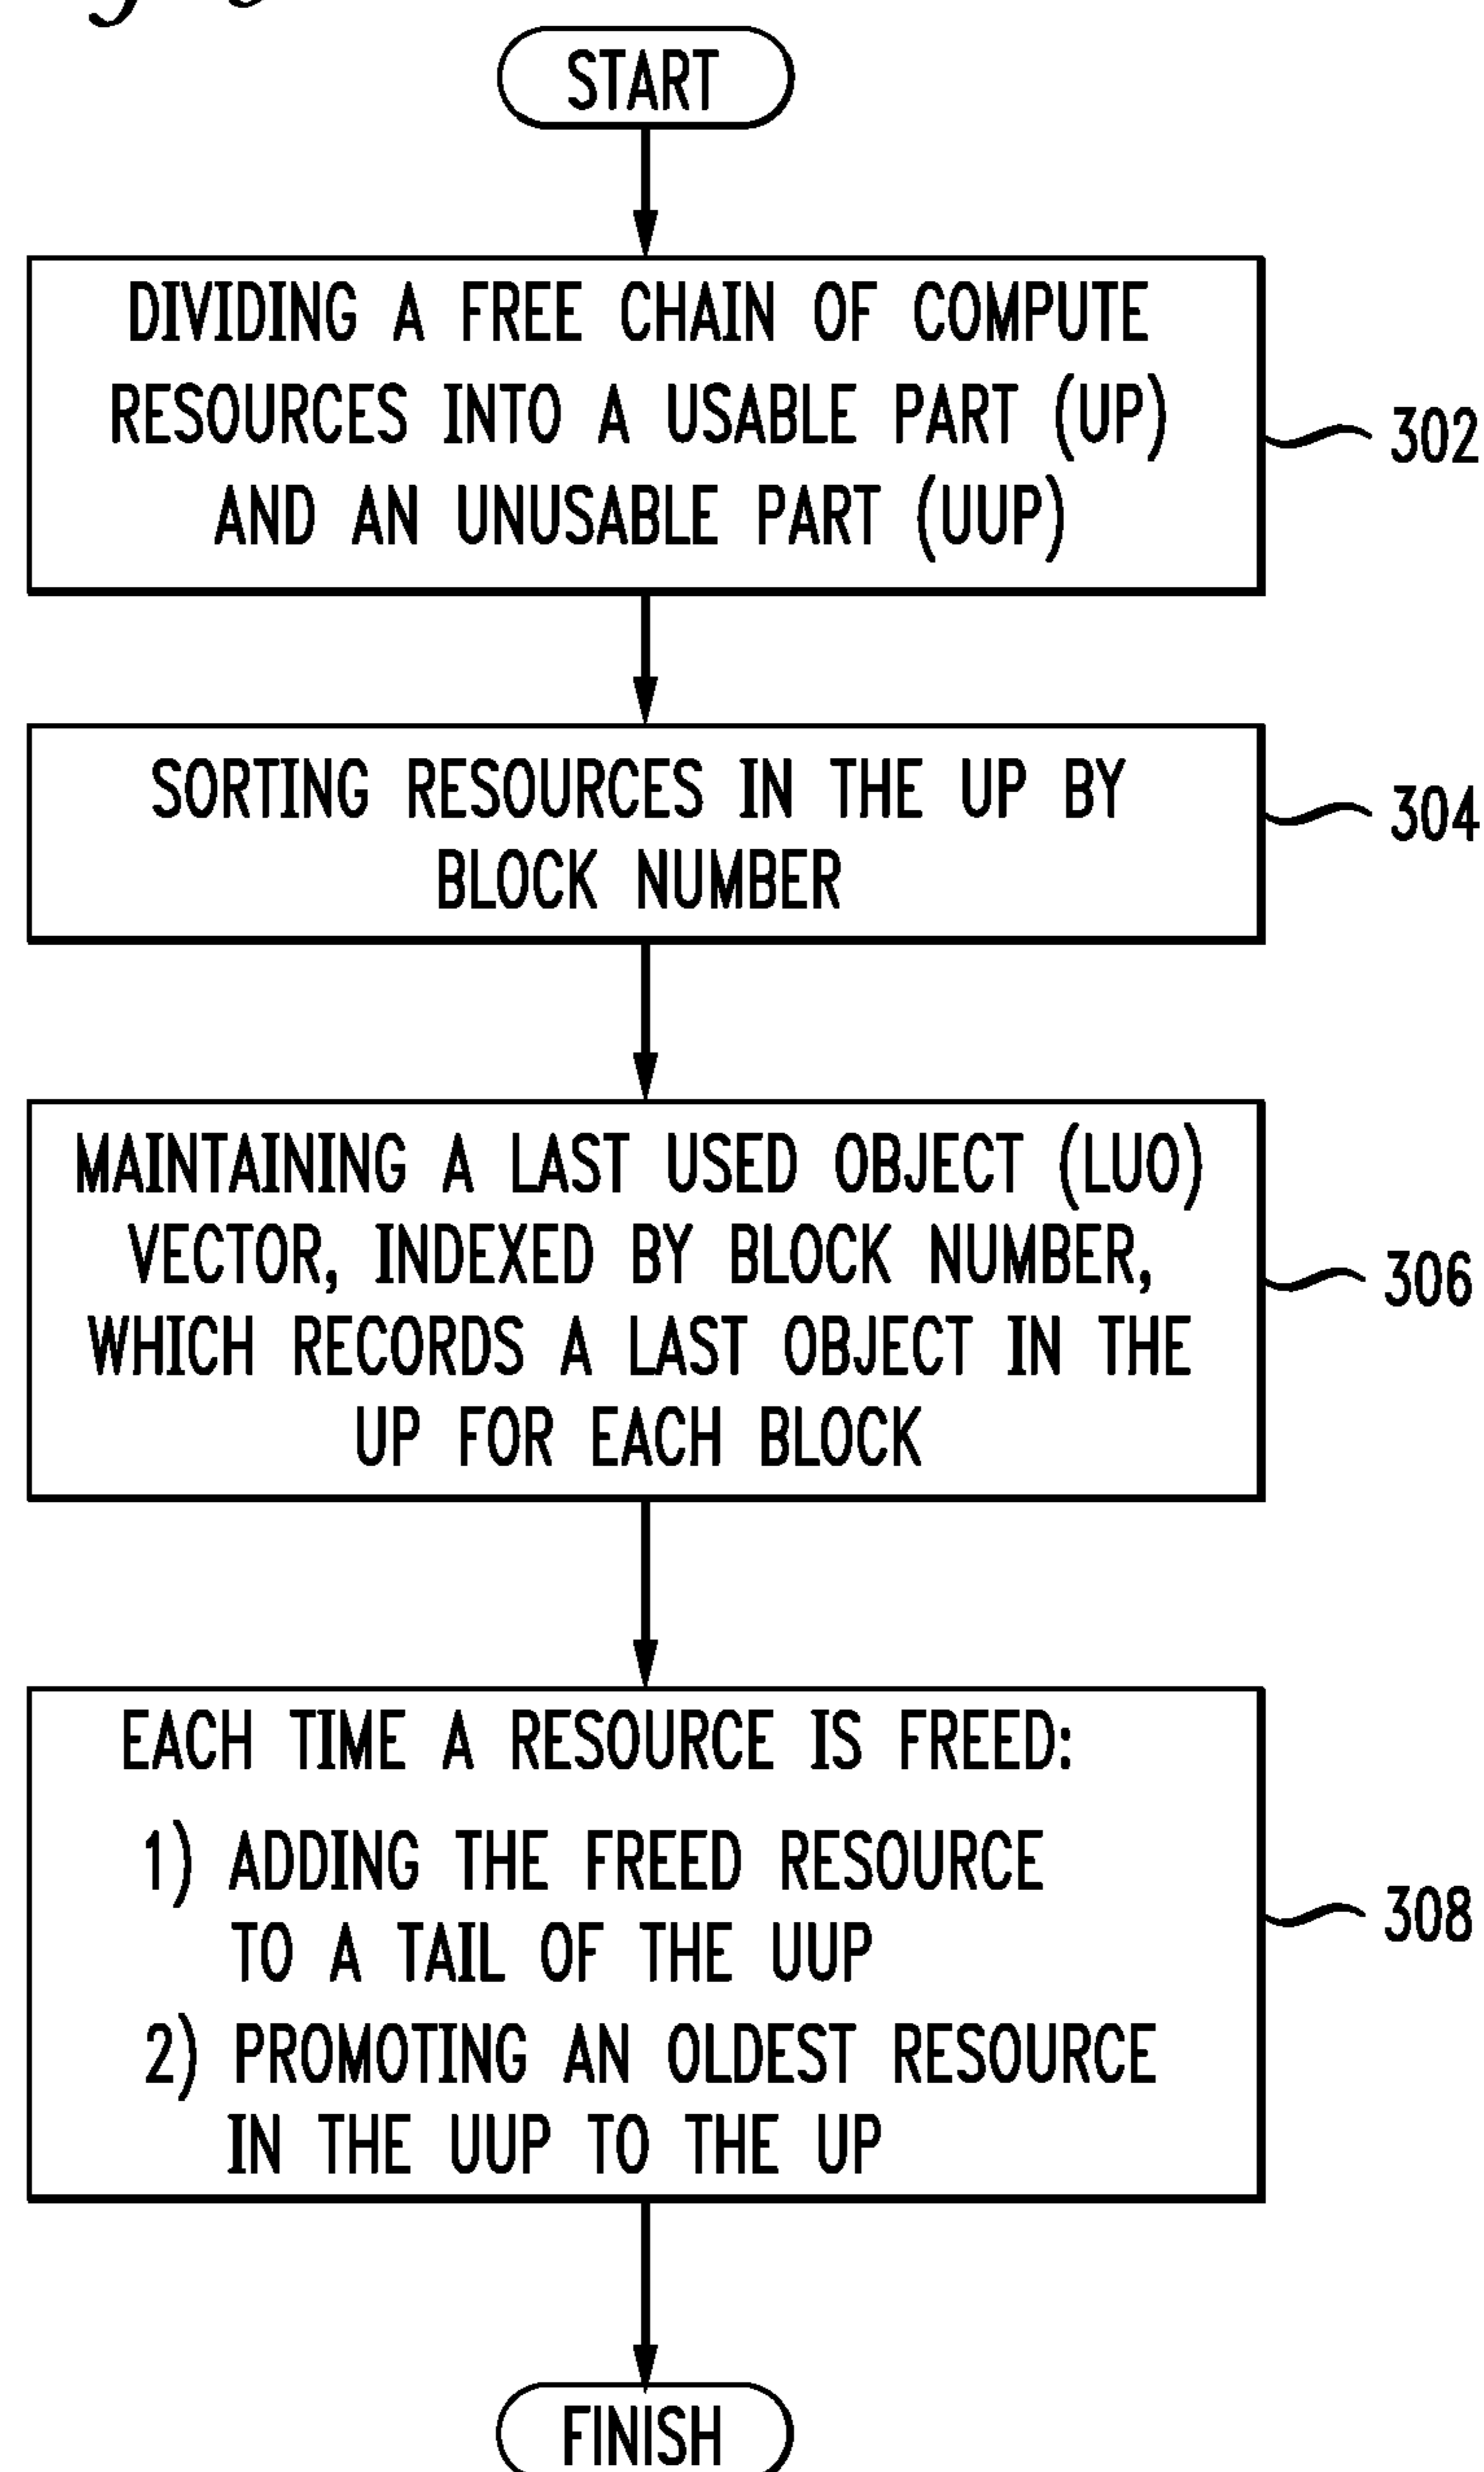 START
DIVIDING A FREE CHAIN OF COMPUTE
RESOURCES INTO A USABLE PART (UP)
AND AN UNUSABLE PART (UUP)
302
SORTING RESOURCES IN THE UP BY
BLOCK NUMBER
304
MAINTAINING A LAST USED OBJECT (LUO)
VECTOR, INDEXED BY BLOCK NUMBER,
WHICH RECORDS A LAST OBJECT IN THE
UP FOR EACH BLOCK
306
EACH TIME A RESOURCE IS FREED:
1) ADDING THE FREED RESOURCE
TO A TAIL OF THE UUP
2) PROMOTING AN OLDEST RESOURCE
IN THE UUP TO THE UP
308
FINISH